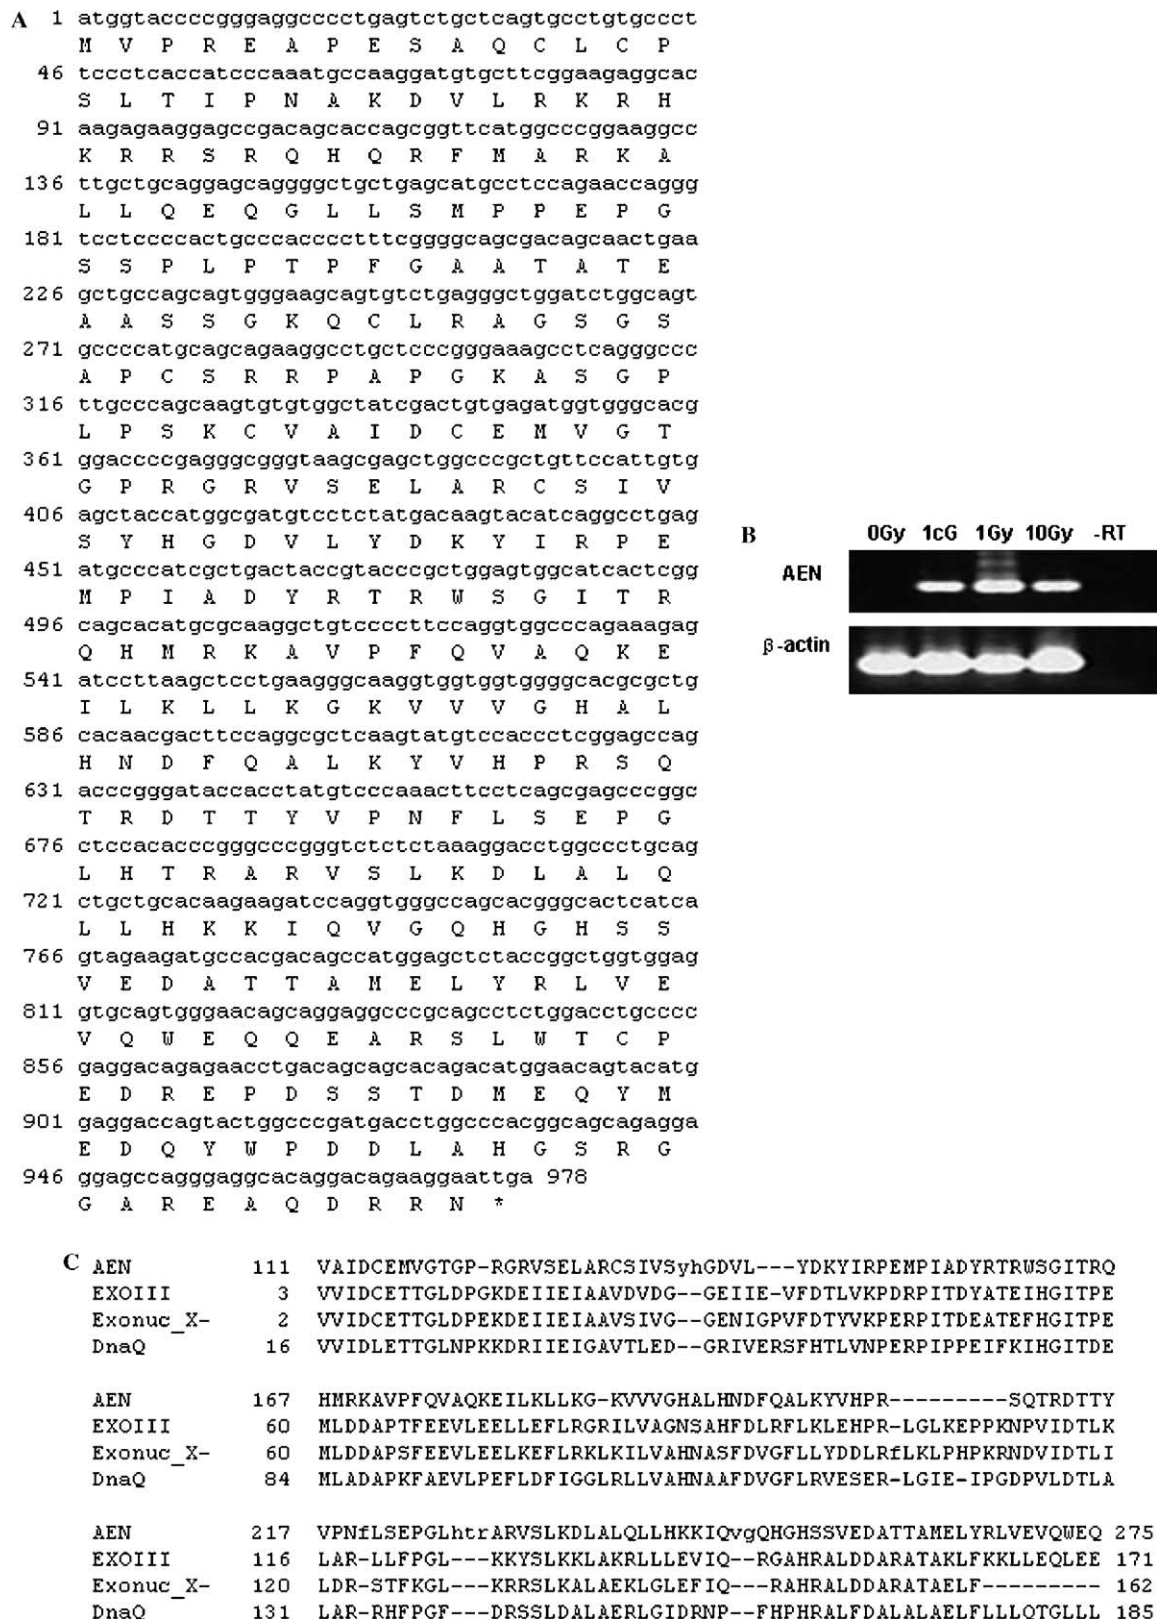 A 1 atggtaccccgggaggcccctgagtctgctcagtgcctgtgccct
M V P R E A P E S A Q C L C P
46 tccctcaccatcccaaatgccaaggatgtgcttcggaagaggcac
S L T I P N A K D V L R K R H
91 aagagaaggagccgacagcaccagcggttcatggcccggaaggcc
K R R S R Q H Q R F M A R K A
136 ttgctgcaggagcaggggctgctgagcatgcctccagaaccaggg
L L Q E Q G L L S M P P E P G
181 tcctccccactgcccacccctttcggggcagcgacagcaactgaa
S S P L P T P F G A A T A T E
226 gctgccagcagtgggaagcagtgtctgagggctggatctggcagt
A A S S G K Q C L R A G S G S
271 gccccatgcagcagaaggcctgctcccgggaaagcctcagggccc
A P C S R R P A P G K A S G P
316 ttgcccagcaagtgtgtggctatcgactgtgagatggtgggcacg
L P S K C V A I D C E M V G T
361 ggaccccgagggcgggtaagcgagctggcccgctgttccattgtg
G P R G R V S E L A R C S I V
406 agctaccatggcgatgtcctctatgacaagtacatcaggcctgag
S Y H G D V L Y D K Y I R P E
451 atgcccatcgctgactaccgtacccgctggagtggcatcactcgg
M P I A D Y R T R W S G I T R
496 cagcacatgcgcaaggctgtccccttccaggtggcccagaaagag
Q H M R K A V P F Q V A Q K E
541 atccttaagctcctgaagggcaaggtggtggtggggcacgcgctg
I L K L L K G K V V V G H A L
586 cacaacgacttccaggcgctcaagtatgtccaccctcggagccag
H N D F Q A L K Y V H P R S Q
631 acccgggataccacctatgtcccaaacttcctcagcgagcccggc
T R D T T Y V P N F L S E P G
676 ctccacacccgggcccgggtctctctaaaggacctggccctgcag
L H T R A R V S L K D L A L Q
721 ctgctgcacaagaagatccaggtgggccagcacgggcactcatca
L L H K K I Q V G Q H G H S S
766 gtagaagatgccacgacagccatggagctctaccggctggtggag
V E D A T T A M E L Y R L V E
811 gtgcagtgggaacagcaggaggcccgcagcctctggacctgcccc
V Q W E Q Q E A R S L W T C P
856 gaggacagagaacctgacagcagcacagacatggaacagtacatg
E D R E P D S S T D M E Q Y M
901 gaggaccagtactggcccgatgacctggcccacggcagcagagga
E D Q Y W P D D L A H G S R G
946 ggagccagggaggcacaggacagaaggaattga 978
G A R E A Q D R R N *
B 0Gy 1cG 1Gy 10Gy -RT
AEN
β-actin
C AEN 111 VAIDCEMVGTGP-RGRVSELARCSIVSyhGDVL---YDKYIRPEMPIADYRTRWSGITRQ
EXOIII 3 VVIDCETTGLDPGKDEIIEIAAVDVDG--GEIIE-VFDTLVKPDRPITDYATEIHGITPE
Exonuc_X- 2 VVIDCETTGLDPEKDEIIEIAAVSIVG--GENIGPVFDTYVKPERPITDEATEFHGITPE
DnaQ 16 VVIDLETTGLNPKKDRIIEIGAVTLED--GRIVERSFHTLVNPERPIPPEIFKIHGITDE
AEN 167 HMRKAVPFQVAQKEILKLLKG-KVVVGHALHNDFQALKYVHPR---------SQTRDTTY
EXOIII 60 MLDDAPTFEEVLEELLEFLRGRILVAGNSAHFDLRFLKLEHPR-LGLKEPPKNPVIDTLK
Exonuc_X- 60 MLDDAPSFEEVLEELKEFLRKLKILVAHNASFDVGFLLYDDLRfLKLPHPKRNDVIDTLI
DnaQ 84 MLADAPKFAEVLPEFLDFIGGLRLLVAHNAAFDVGFLRVESER-LGIE-IPGDPVLDTLA
AEN 217 VPNfLSEPGLhtrARVSLKDLALQLLHKKIQvgQHGHSSVEDATTAMELYRLVEVQWEQ 275
EXOIII 116 LAR-LLFPGL---KKYSLKKLAKRLLLEVIQ--RGAHRALDDARATAKLFKKLLEQLEE 171
Exonuc_X- 120 LDR-STFKGL---KRRSLKALAEKLGLEFIQ---RAHRALDDARATAELF--------- 162
DnaQ 131 LAR-RHFPGF---DRSSLDALAERLGIDRNP--FHPHRALFDALALAELFLLLQTGLLL 185